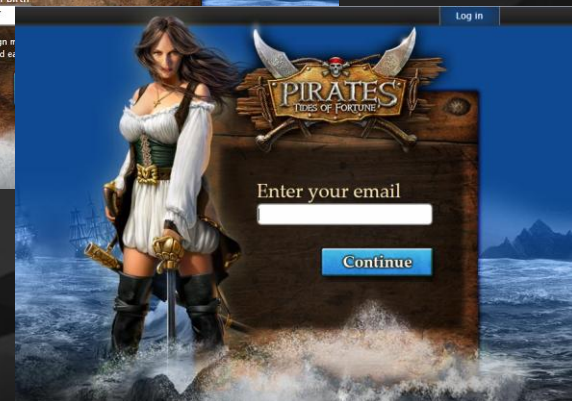 Log in
PIRATES
TIDES OF FORTUNE
Enter your email
Continue